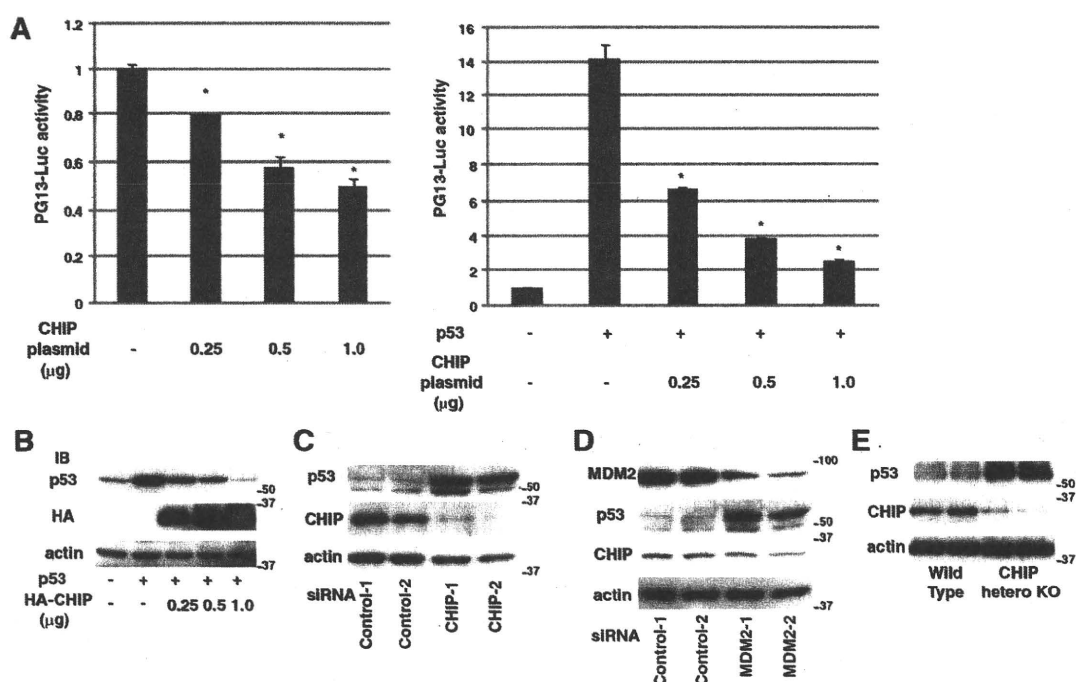 A
PG13-Luc activity
1.2
1
0.8
0.6
0.4
0.2
0
*
*
*
CHIP
plasmid
(μg)
- 0.25 0.5 1.0
PG13-Luc activity
16
14
12
10
8
6
4
2
0
*
*
*
p53 - + + + +
CHIP
plasmid
(μg)
- - 0.25 0.5 1.0
B
IB
p53
-50
-37
HA
actin
-37
p53 - + + + +
HA-CHIP
(μg)
- - 0.25 0.5 1.0
C
p53
-50
-37
CHIP
actin
-37
siRNA
Control-1
Control-2
CHIP-1
CHIP-2
D
MDM2
-100
p53
-50
-37
CHIP
actin
-37
siRNA
Control-1
Control-2
MDM2-1
MDM2-2
E
p53
-50
-37
CHIP
actin
-37
Wild
Type
CHIP
hetero KO